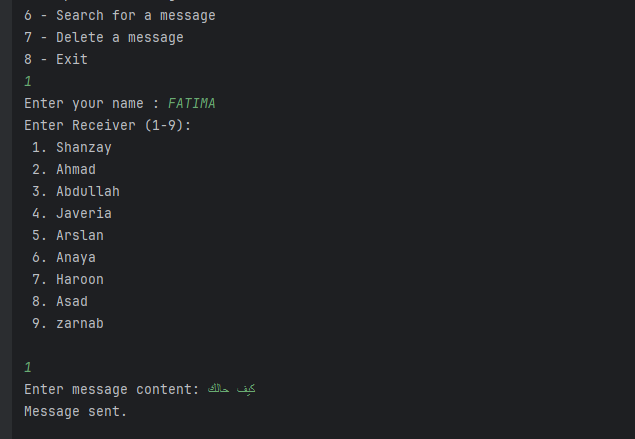 6 - Search for a message
7 - Delete a message
8 - Exit
1
Enter your name : FATIMA
Enter Receiver (1-9):
1. Shanzay
2. Ahmad
3. Abdullah
4. Javeria
5. Arslan
6. Anaya
7. Haroon
8. Asad
9. zarnab
1
Enter message content: كيف حالك
Message sent.